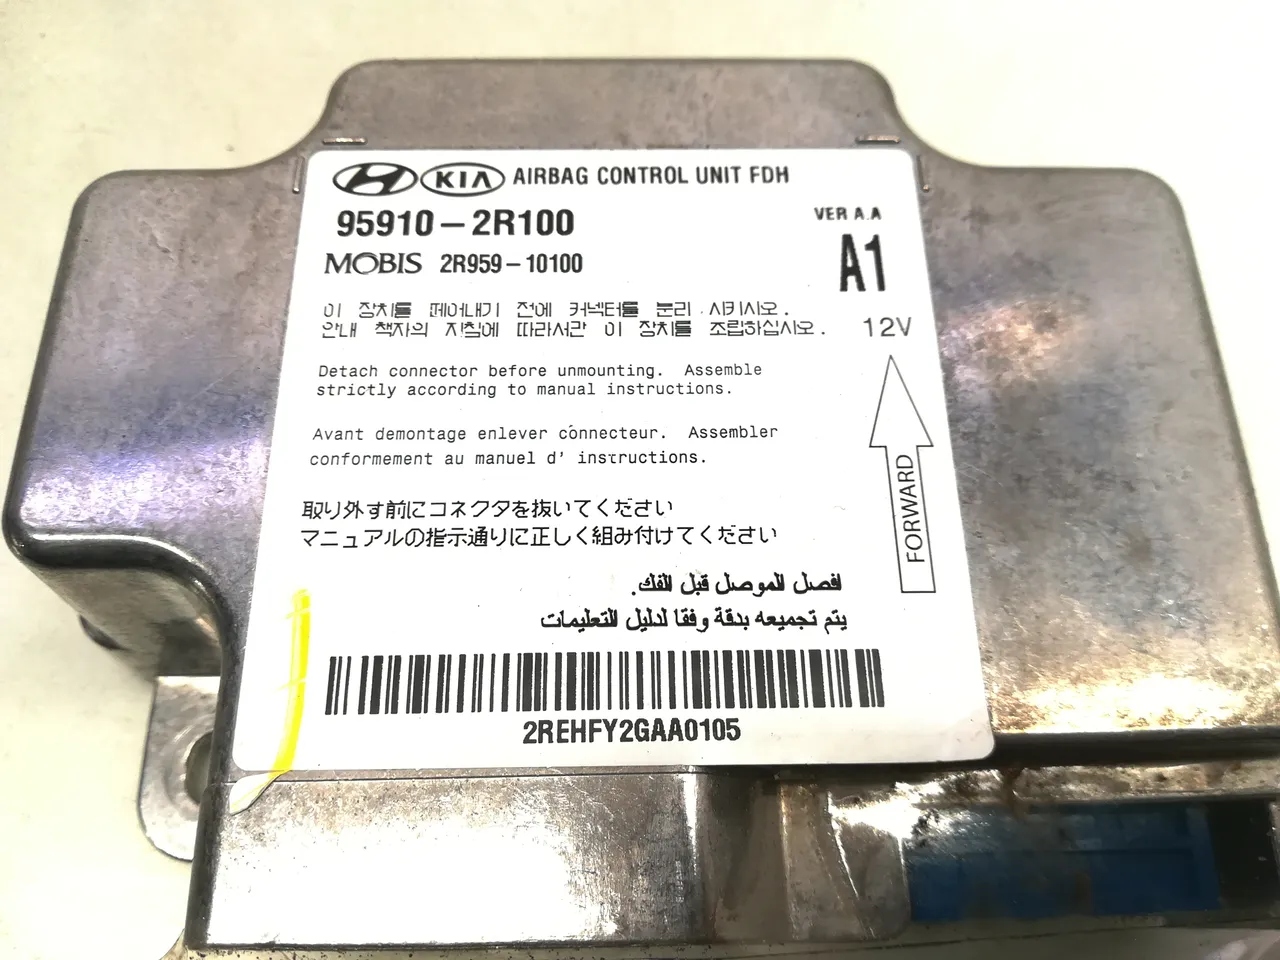 KIA AIRBAG CONTROL UNIT FDH
95910-2R100
VER A.A
MOBIS 2R959-10100
A1
이 장치를 떼어내기 전에 커넥터를 분리 시키시오.
안내 책자의 지침에 따라서만 이 장치를 조립하십시오.
12V
Detach connector before unmounting. Assemble
strictly according to manual instructions.
Avant demontage enlever connecteur. Assembler
conformement au manuel d' instructions.
FORWARD
取り外す前にコネクタを抜いてください
マニュアルの指示通りに正しく組み付けてください
افصل الموصل قبل الفك.
يتم تجميعه بدقة وفقا لدليل التعليمات
2REHFY2GAA0105